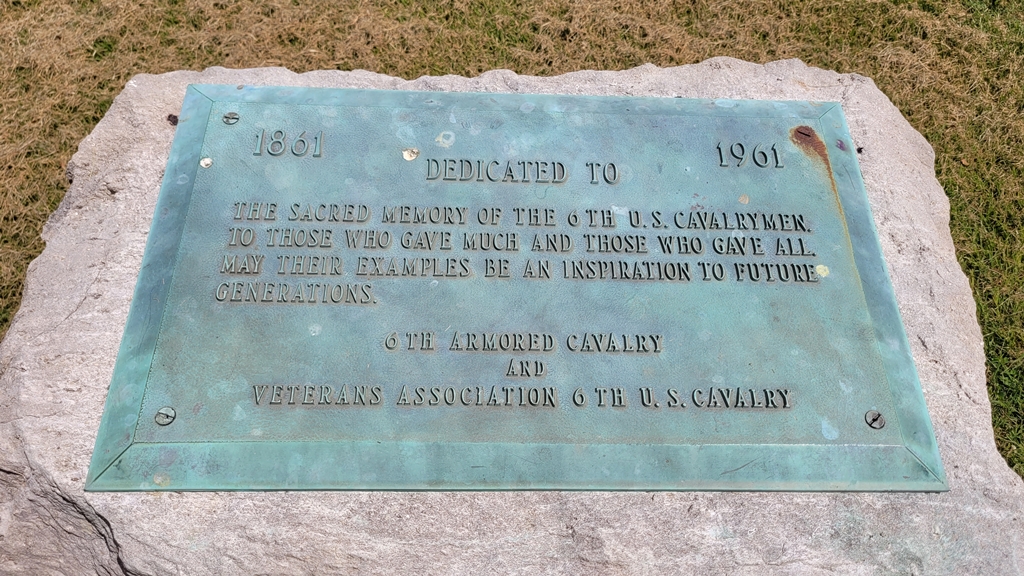 1861 1961
DEDICATED TO
THE SACRED MEMORY OF THE 6TH U.S. CAVALRYMEN.
TO THOSE WHO GAVE MUCH AND THOSE WHO GAVE ALL.
MAY THEIR EXAMPLES BE AN INSPIRATION TO FUTURE
GENERATIONS.
6TH ARMORED CAVALRY
AND
VETERANS ASSOCIATION 6TH U.S. CAVALRY